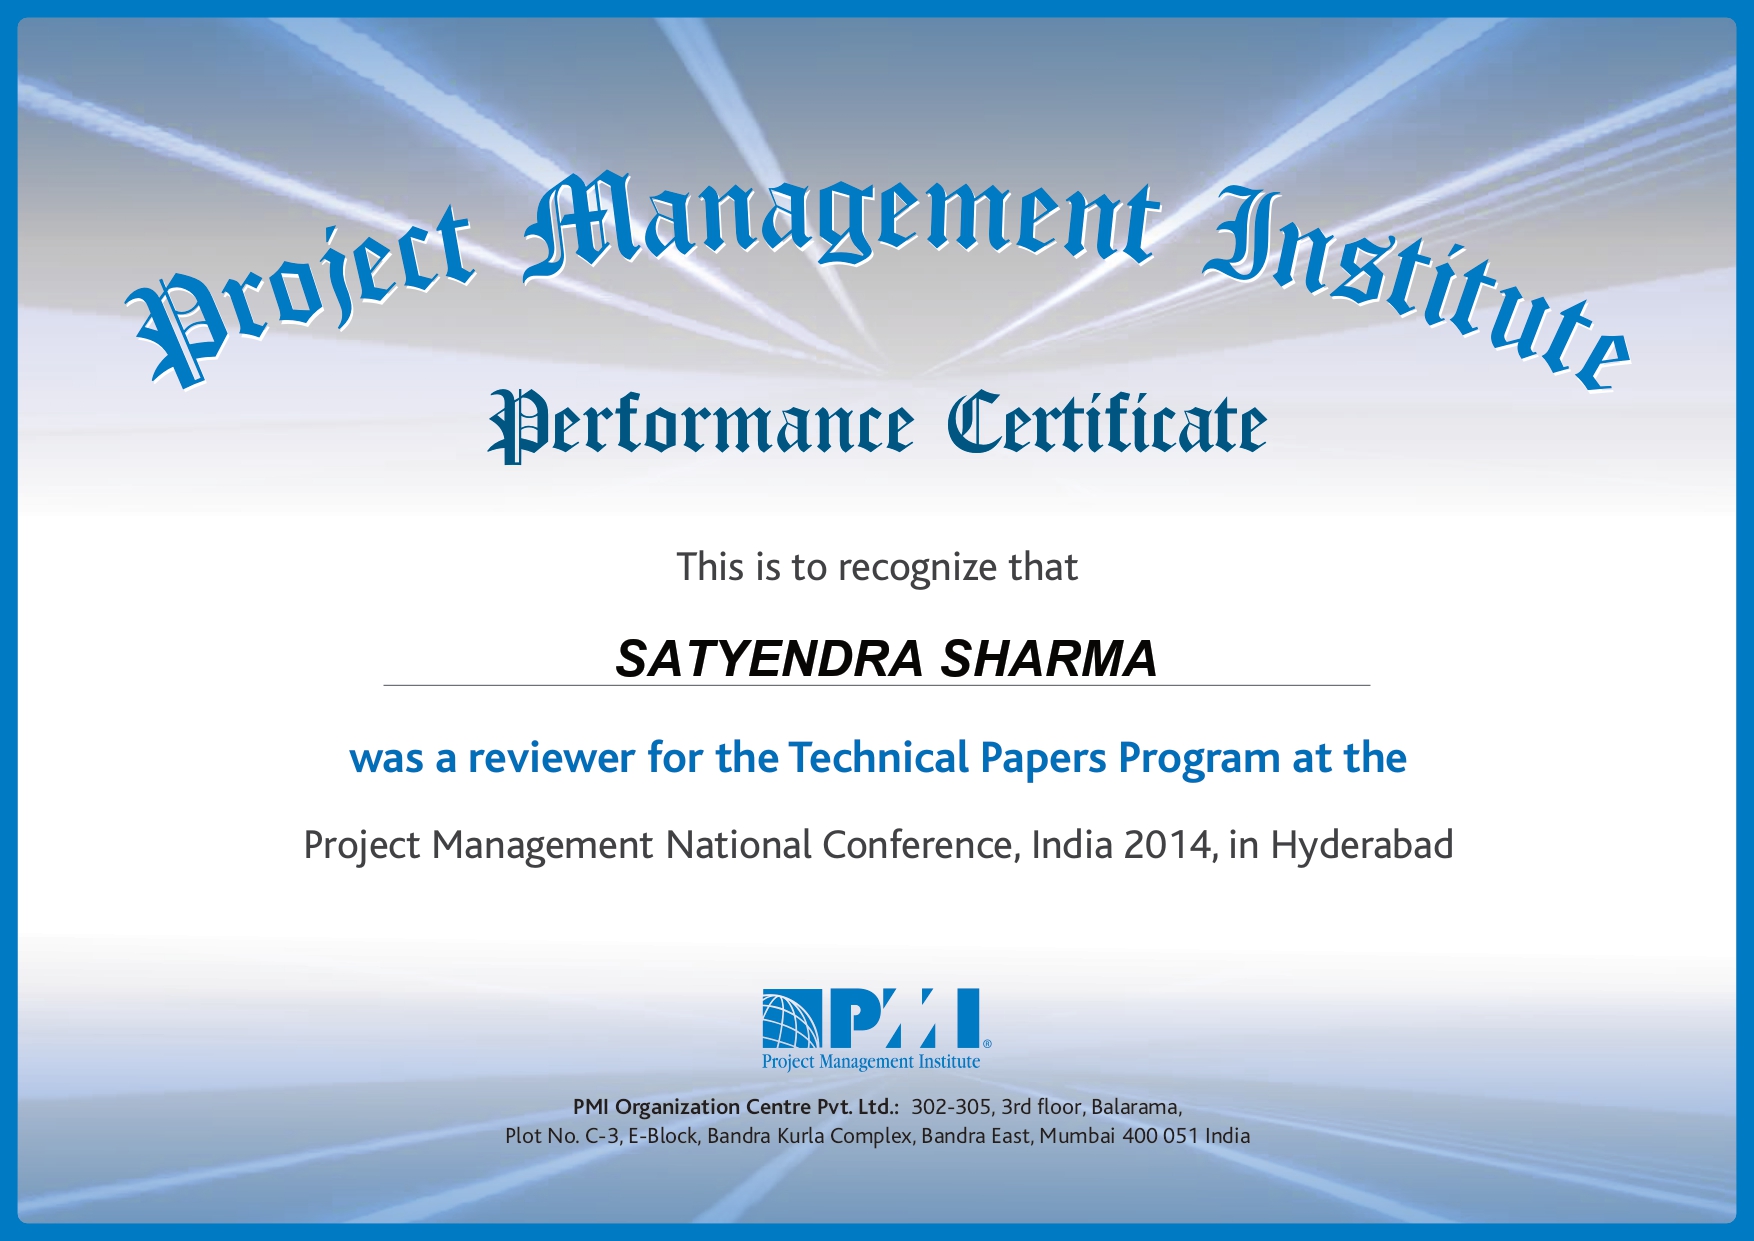 Project Management Institute
Performance Certificate
This is to recognize that
SATYENDRA SHARMA
was a reviewer for the Technical Papers Program at the
Project Management National Conference, India 2014, in Hyderabad
PMI®
Project Management Institute
PMI Organization Centre Pvt. Ltd.: 302-305, 3rd floor, Balarama,
Plot No. C-3, E-Block, Bandra Kurla Complex, Bandra East, Mumbai 400 051 India